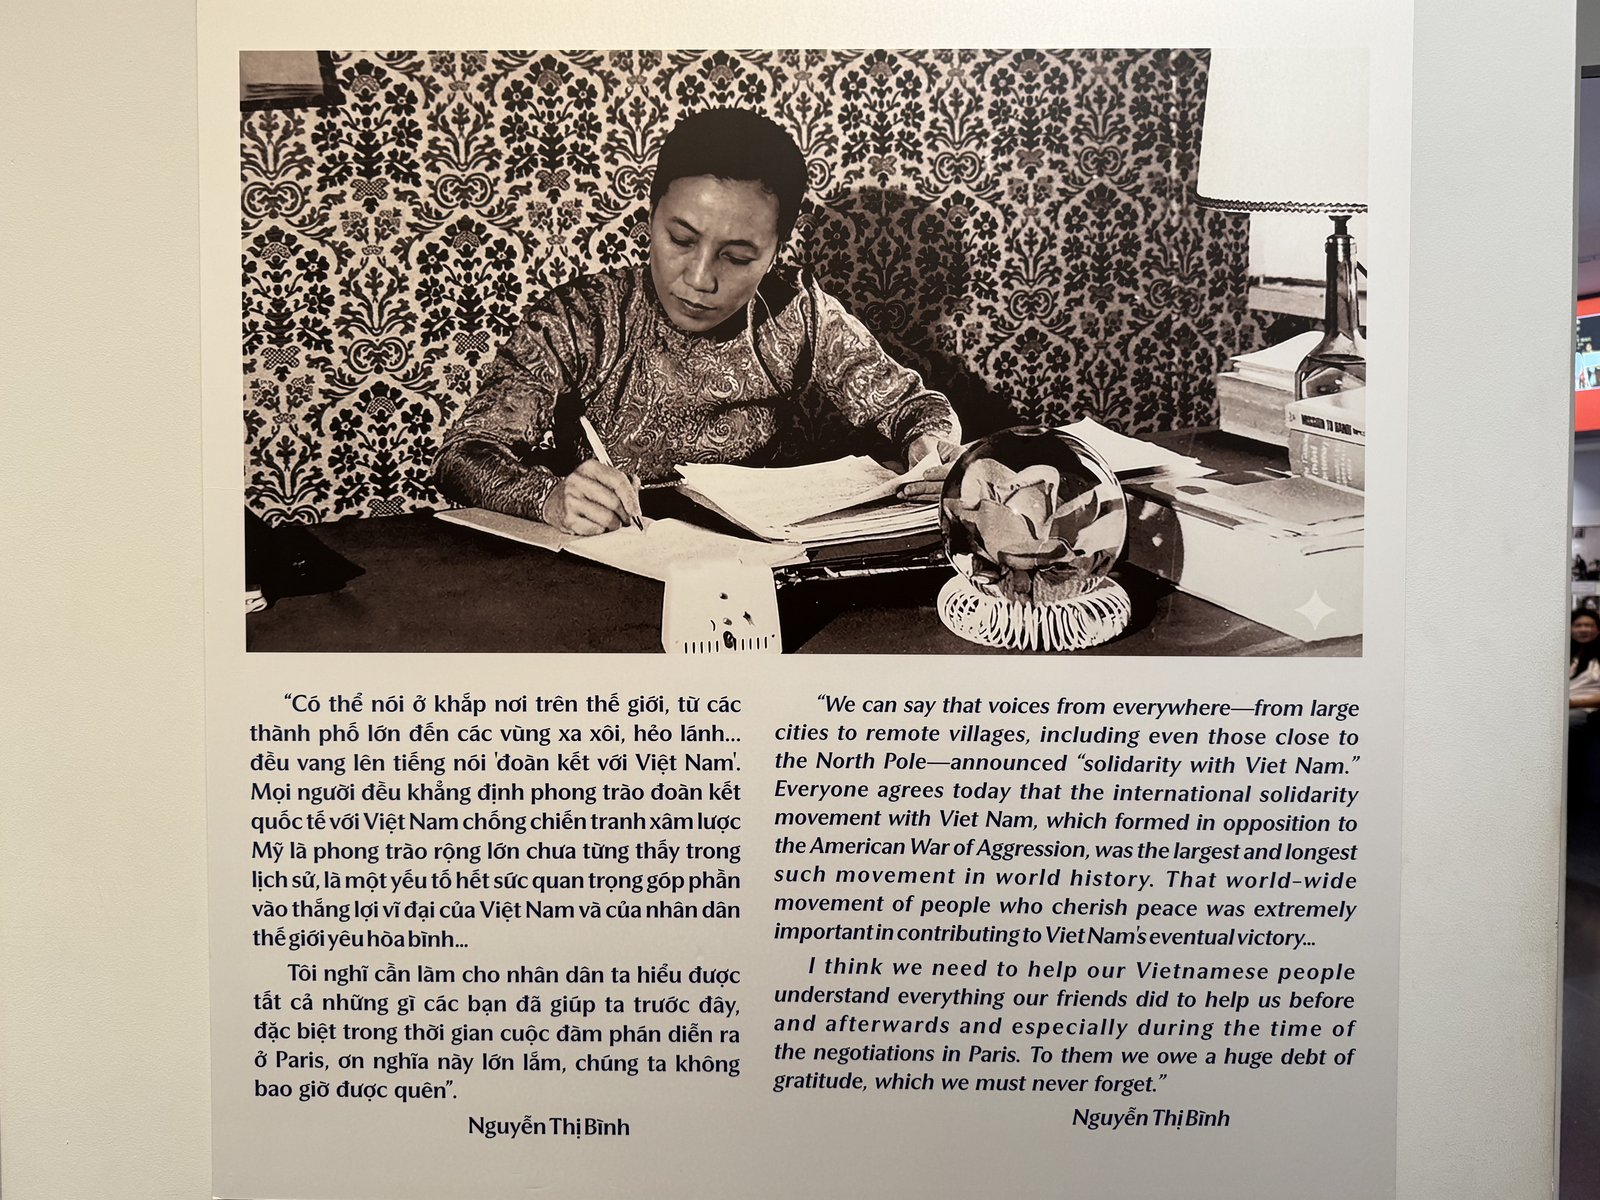 MISSION TO HANOI
“Có thể nói ở khắp nơi trên thế giới, từ các
thành phố lớn đến các vùng xa xôi, hẻo lánh...
đều vang lên tiếng nói 'đoàn kết với Việt Nam'.
Mọi người đều khẳng định phong trào đoàn kết
quốc tế với Việt Nam chống chiến tranh xâm lược
Mỹ là phong trào rộng lớn chưa từng thấy trong
lịch sử, là một yếu tố hết sức quan trọng góp phần
vào thắng lợi vĩ đại của Việt Nam và của nhân dân
thế giới yêu hòa bình...
Tôi nghĩ cần làm cho nhân dân ta hiểu được
tất cả những gì các bạn đã giúp ta trước đây,
đặc biệt trong thời gian cuộc đàm phán diễn ra
ở Paris, ơn nghĩa này lớn lắm, chúng ta không
bao giờ được quên”.
Nguyễn Thị Bình
“We can say that voices from everywhere—from large
cities to remote villages, including even those close to
the North Pole—announced “solidarity with Viet Nam.”
Everyone agrees today that the international solidarity
movement with Viet Nam, which formed in opposition to
the American War of Aggression, was the largest and longest
such movement in world history. That world-wide
movement of people who cherish peace was extremely
important in contributing to Viet Nam's eventual victory...
I think we need to help our Vietnamese people
understand everything our friends did to help us before
and afterwards and especially during the time of
the negotiations in Paris. To them we owe a huge debt of
gratitude, which we must never forget.”
Nguyễn Thị Bình